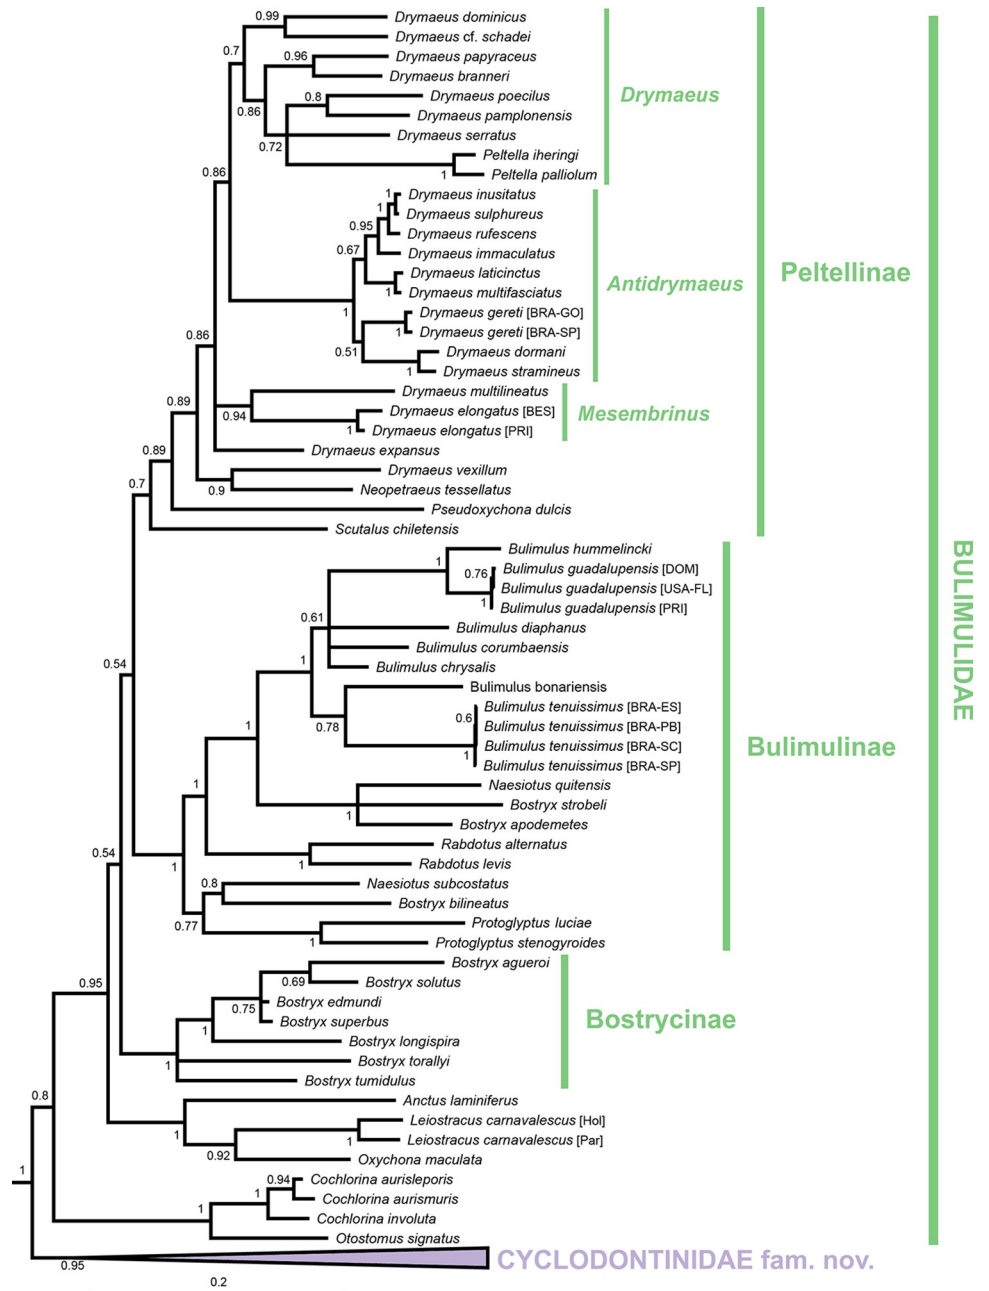 0.99
Drymaeus dominicus
Drymaeus cf. schadei
0.7
0.96
Drymaeus papyraceus
Drymaeus branneri
0.86
0.8
Drymaeus poecilus
Drymaeus pamplonensis
Drymaeus serratus
0.72
Peltella iheringi
1
Peltella palliolum
Drymaeus
0.86
1
Drymaeus inusitatus
1
Drymaeus sulphureus
0.95
Drymaeus rufescens
0.67
Drymaeus immaculatus
Drymaeus laticinctus
1
Drymaeus multifasciatus
1
Drymaeus gereti [BRA-GO]
1
Drymaeus gereti [BRA-SP]
0.51
Drymaeus dormani
1
Drymaeus stramineus
Antidrymaeus
Peltellinae
0.86
Drymaeus multilineatus
0.94
Drymaeus elongatus [BES]
1
Drymaeus elongatus [PRI]
Mesembrinus
0.89
Drymaeus expansus
0.89
Drymaeus vexillum
0.9
Neopetraeus tessellatus
0.7
Pseudoxychona dulcis
Scutalus chiletensis
Bulimulus hummelincki
1
0.76
Bulimulus guadalupensis [DOM]
Bulimulus guadalupensis [USA-FL]
1
Bulimulus guadalupensis [PRI]
0.61
Bulimulus diaphanus
Bulimulus corumbaensis
1
Bulimulus chrysalis
0.54
Bulimulus bonariensis
0.78
Bulimulus tenuissimus [BRA-ES]
0.6
Bulimulus tenuissimus [BRA-PB]
1
Bulimulus tenuissimus [BRA-SC]
Bulimulus tenuissimus [BRA-SP]
1
Bulimulinae
BULIMULIDAE
1
Naesiotus quitensis
Bostryx strobeli
1
Bostryx apodemetes
Rabdotus alternatus
1
Rabdotus levis
0.54
1
0.8
Naesiotus subcostatus
Bostryx bilineatus
0.77
Protoglyptus luciae
1
Protoglyptus stenogyroides
Bostryx agueroi
0.69
Bostryx solutus
0.95
0.75
Bostryx edmundi
Bostryx superbus
1
Bostryx longispira
1
Bostryx torallyi
Bostryx tumidulus
Bostrycinae
0.8
Anctus laminiferus
1
Leiostracus carnavalescus [Hol]
1
Leiostracus carnavalescus [Par]
0.92
Oxychona maculata
1
0.94
Cochlorina aurisleporis
1
Cochlorina aurismuris
1
Cochlorina involuta
Otostomus signatus
0.95
CYCLODONTINIDAE fam. nov.
0.2